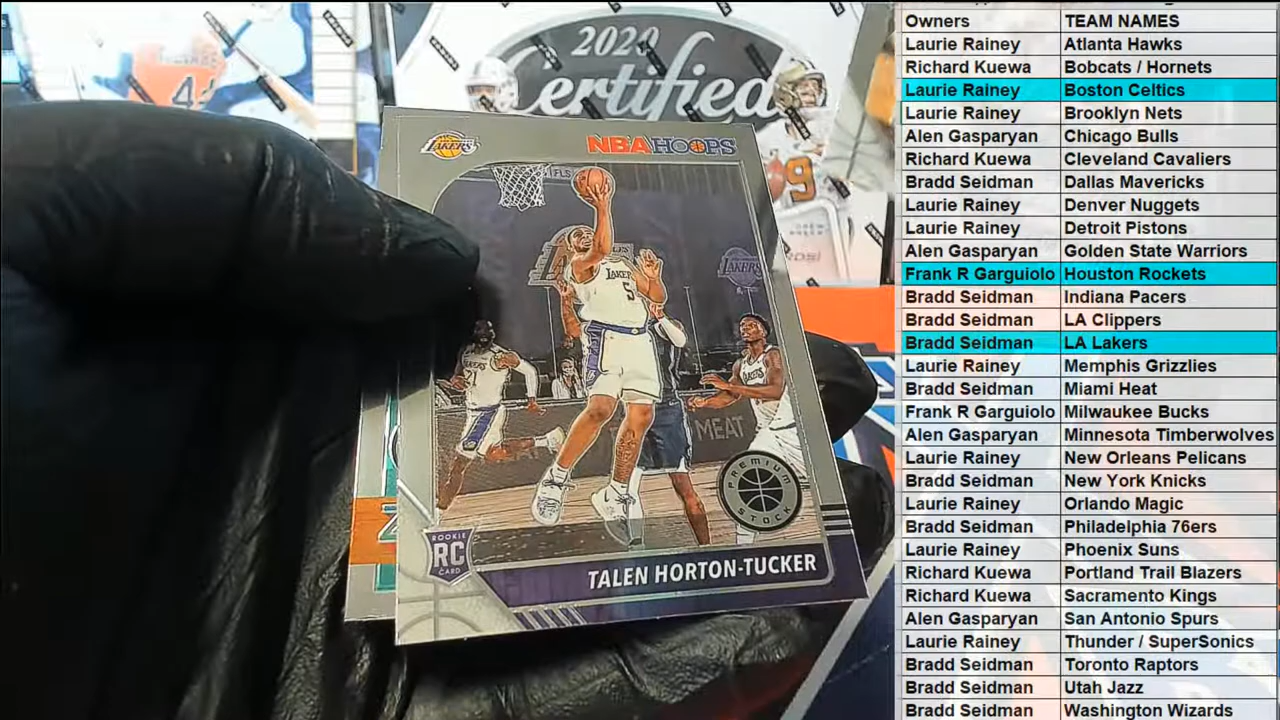 2020
Certified
LAKERS
NBA HOOPS
FLS
LAKERS
LAKERS
5
MEAT
PREMIUM STOCK
ROOKIE
RC
CARD
TALEN HORTON-TUCKER
9
Owners TEAM NAMES
Laurie Rainey Atlanta Hawks
Richard Kuewa Bobcats / Hornets
Laurie Rainey Boston Celtics
Laurie Rainey Brooklyn Nets
Alen Gasparyan Chicago Bulls
Richard Kuewa Cleveland Cavaliers
Bradd Seidman Dallas Mavericks
Laurie Rainey Denver Nuggets
Laurie Rainey Detroit Pistons
Alen Gasparyan Golden State Warriors
Frank R Garguiolo Houston Rockets
Bradd Seidman Indiana Pacers
Bradd Seidman LA Clippers
Bradd Seidman LA Lakers
Laurie Rainey Memphis Grizzlies
Bradd Seidman Miami Heat
Frank R Garguiolo Milwaukee Bucks
Alen Gasparyan Minnesota Timberwolves
Laurie Rainey New Orleans Pelicans
Bradd Seidman New York Knicks
Laurie Rainey Orlando Magic
Bradd Seidman Philadelphia 76ers
Laurie Rainey Phoenix Suns
Richard Kuewa Portland Trail Blazers
Richard Kuewa Sacramento Kings
Alen Gasparyan San Antonio Spurs
Laurie Rainey Thunder / SuperSonics
Bradd Seidman Toronto Raptors
Bradd Seidman Utah Jazz
Bradd Seidman Washington Wizards